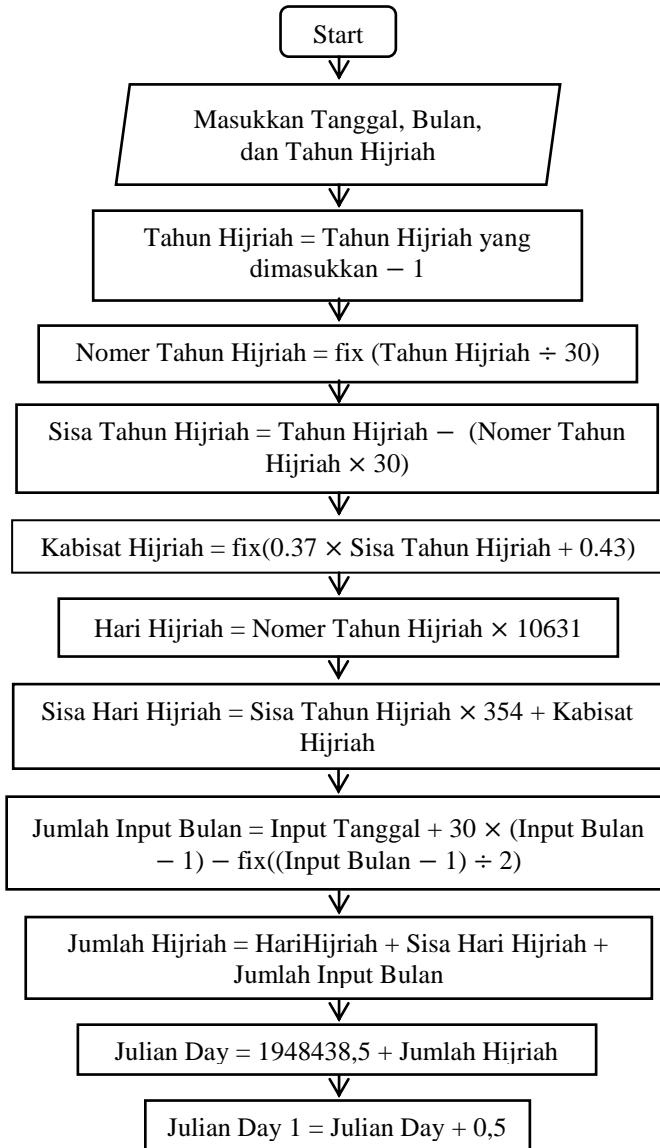 Start
Masukkan Tanggal, Bulan,
dan Tahun Hijriah
Tahun Hijriah = Tahun Hijriah yang
dimasukkan − 1
Nomer Tahun Hijriah = fix (Tahun Hijriah ÷ 30)
Sisa Tahun Hijriah = Tahun Hijriah − (Nomer Tahun
Hijriah × 30)
Kabisat Hijriah = fix(0.37 × Sisa Tahun Hijriah + 0.43)
Hari Hijriah = Nomer Tahun Hijriah × 10631
Sisa Hari Hijriah = Sisa Tahun Hijriah × 354 + Kabisat
Hijriah
Jumlah Input Bulan = Input Tanggal + 30 × (Input Bulan
− 1) − fix((Input Bulan − 1) ÷ 2)
Jumlah Hijriah = HariHijriah + Sisa Hari Hijriah +
Jumlah Input Bulan
Julian Day = 1948438,5 + Jumlah Hijriah
Julian Day 1 = Julian Day + 0,5